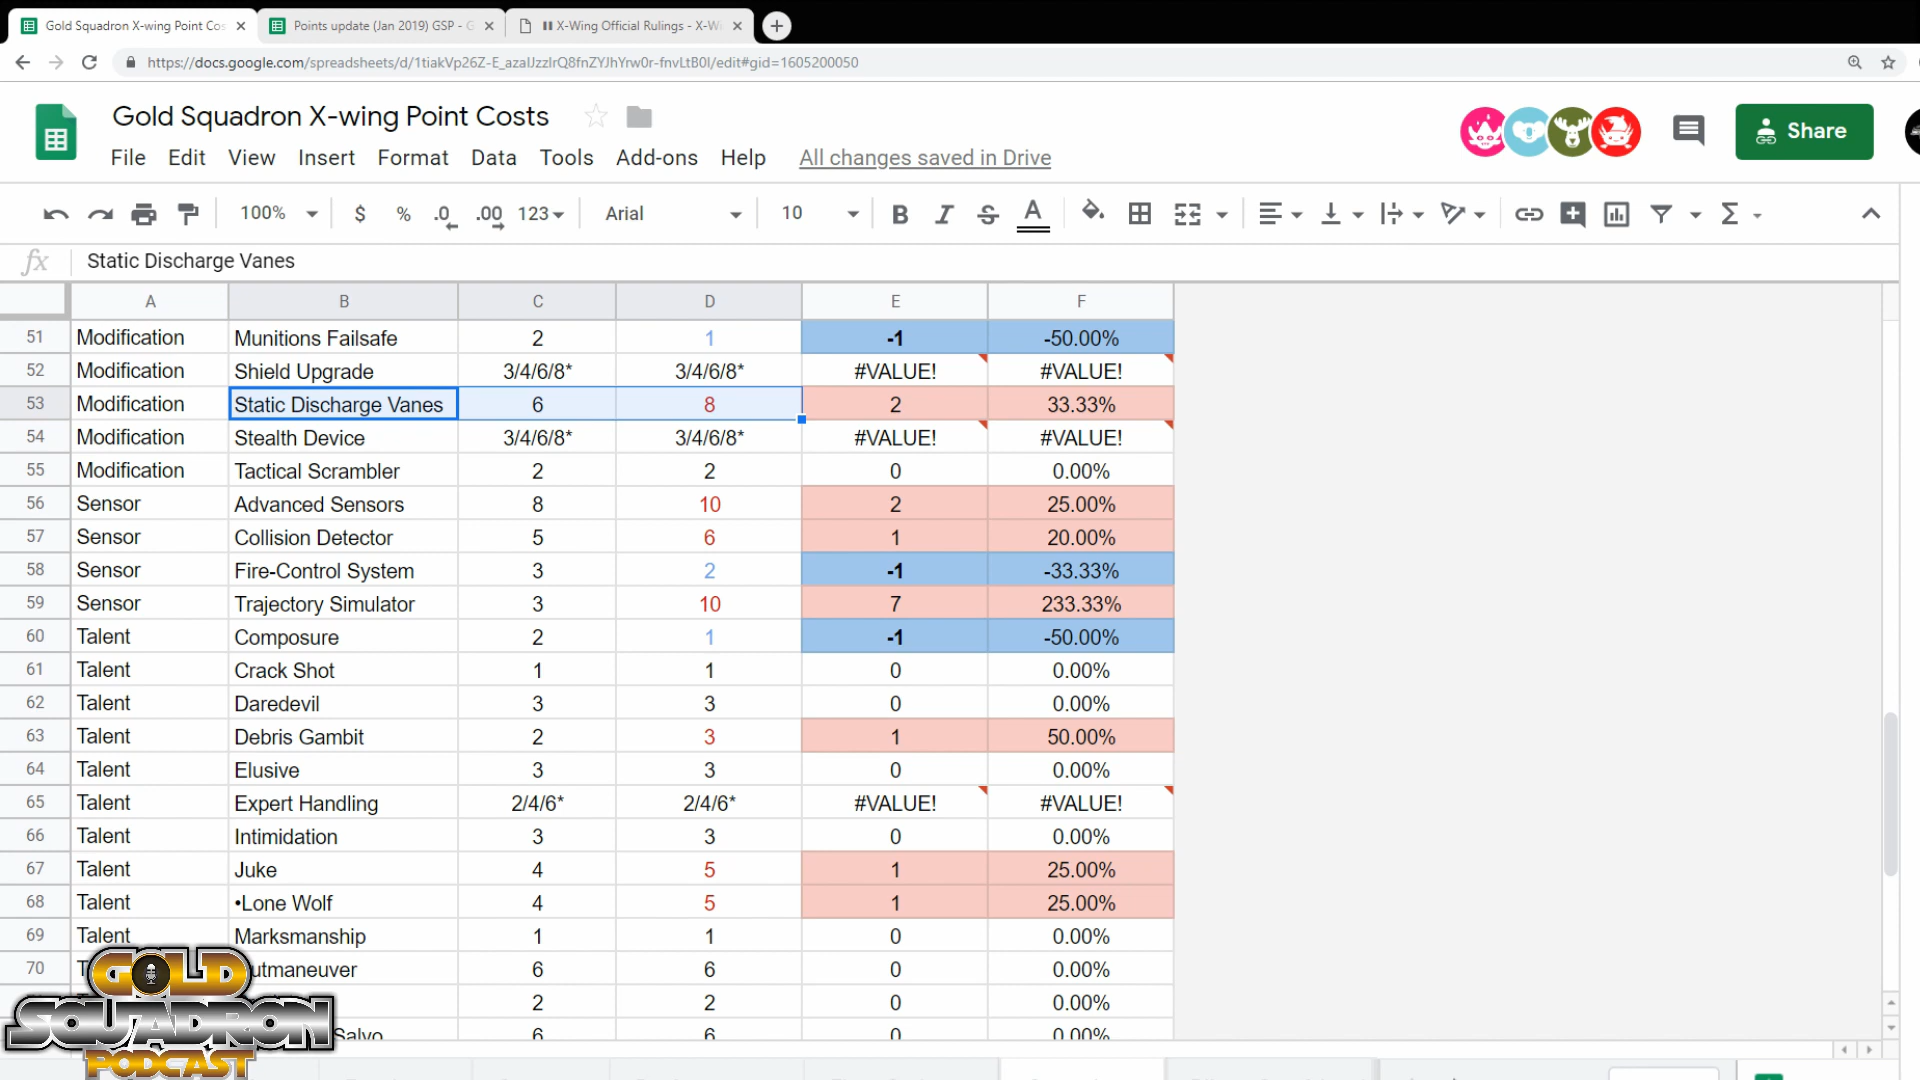 Gold Squadron X-wing Point Cos
Points update (Jan 2019) GSP - G
X-Wing Official Rulings - X-Wi
https://docs.google.com/spreadsheets/d/1tiakVp26Z-E_azaIJzzIrQ8fnZYJhYrw0r-fnvLtB0I/edit#gid=1605200050
Gold Squadron X-wing Point Costs
Share
File Edit View Insert Format Data Tools Add-ons Help All changes saved in Drive
100% $ % .0 .00 123 Arial 10 B I S A Σ
fx Static Discharge Vanes
A B C D E F
51 Modification Munitions Failsafe 2 1 -1 -50.00%
52 Modification Shield Upgrade 3/4/6/8* 3/4/6/8* #VALUE! #VALUE!
53 Modification Static Discharge Vanes 6 8 2 33.33%
54 Modification Stealth Device 3/4/6/8* 3/4/6/8* #VALUE! #VALUE!
55 Modification Tactical Scrambler 2 2 0 0.00%
56 Sensor Advanced Sensors 8 10 2 25.00%
57 Sensor Collision Detector 5 6 1 20.00%
58 Sensor Fire-Control System 3 2 -1 -33.33%
59 Sensor Trajectory Simulator 3 10 7 233.33%
60 Talent Composure 2 1 -1 -50.00%
61 Talent Crack Shot 1 1 0 0.00%
62 Talent Daredevil 3 3 0 0.00%
63 Talent Debris Gambit 2 3 1 50.00%
64 Talent Elusive 3 3 0 0.00%
65 Talent Expert Handling 2/4/6* 2/4/6* #VALUE! #VALUE!
66 Talent Intimidation 3 3 0 0.00%
67 Talent Juke 4 5 1 25.00%
68 Talent •Lone Wolf 4 5 1 25.00%
69 Talent Marksmanship 1 1 0 0.00%
70 T utmaneuver 6 6 0 0.00%
2 2 0 0.00%
Salvo 6 6 0 0.00%
GOLD
SQUADRON
PODCAST